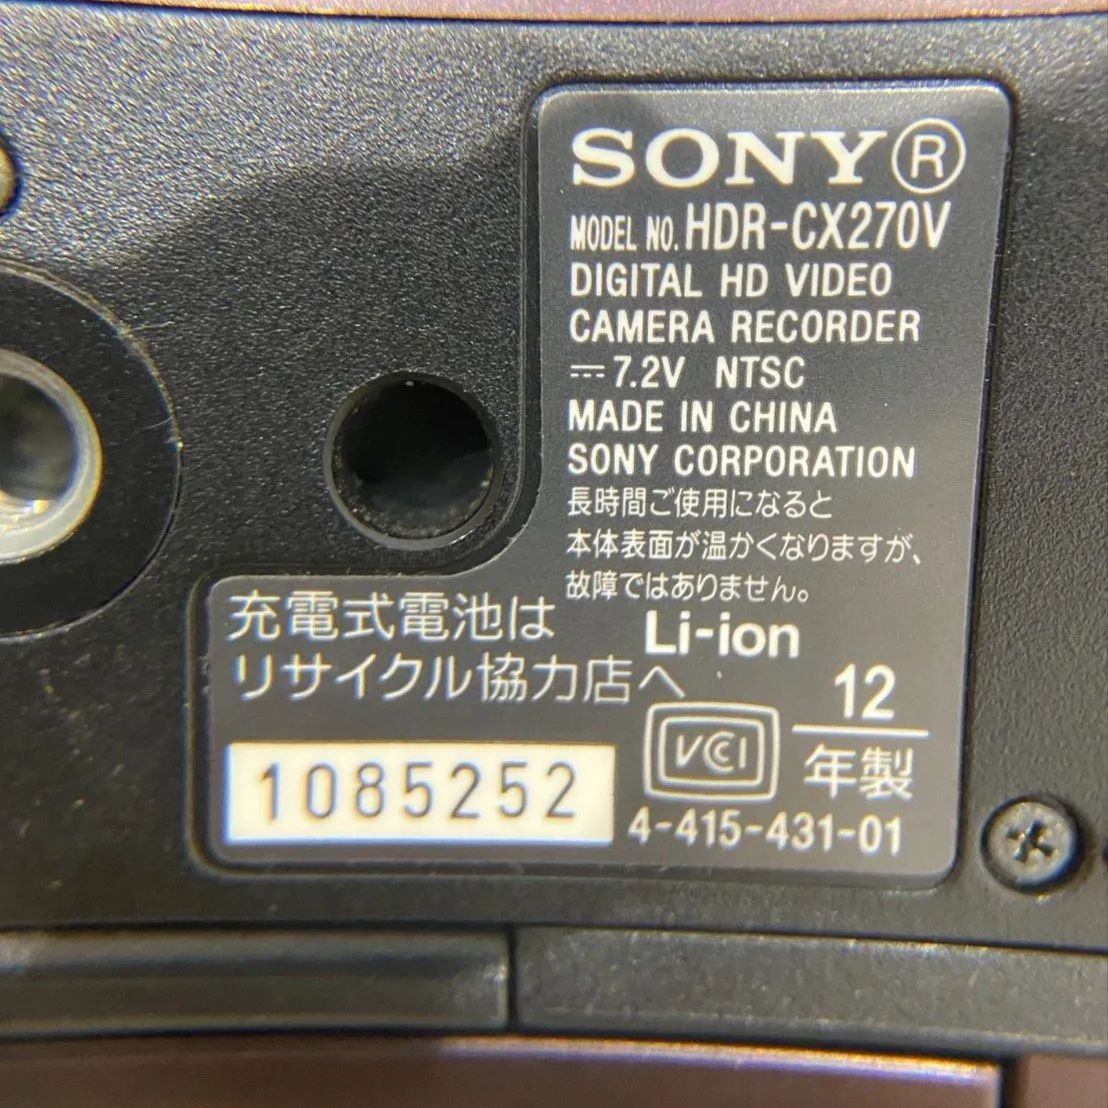 SONY®
MODEL NO. HDR-CX270V
DIGITAL HD VIDEO
CAMERA RECORDER
⎓ 7.2V NTSC
MADE IN CHINA
SONY CORPORATION
長時間ご使用になると
本体表面が温かくなりますが、
故障ではありません。
充電式電池は
リサイクル協力店へ
Li-ion
12
年製
VCCI
1085252
4-415-431-01